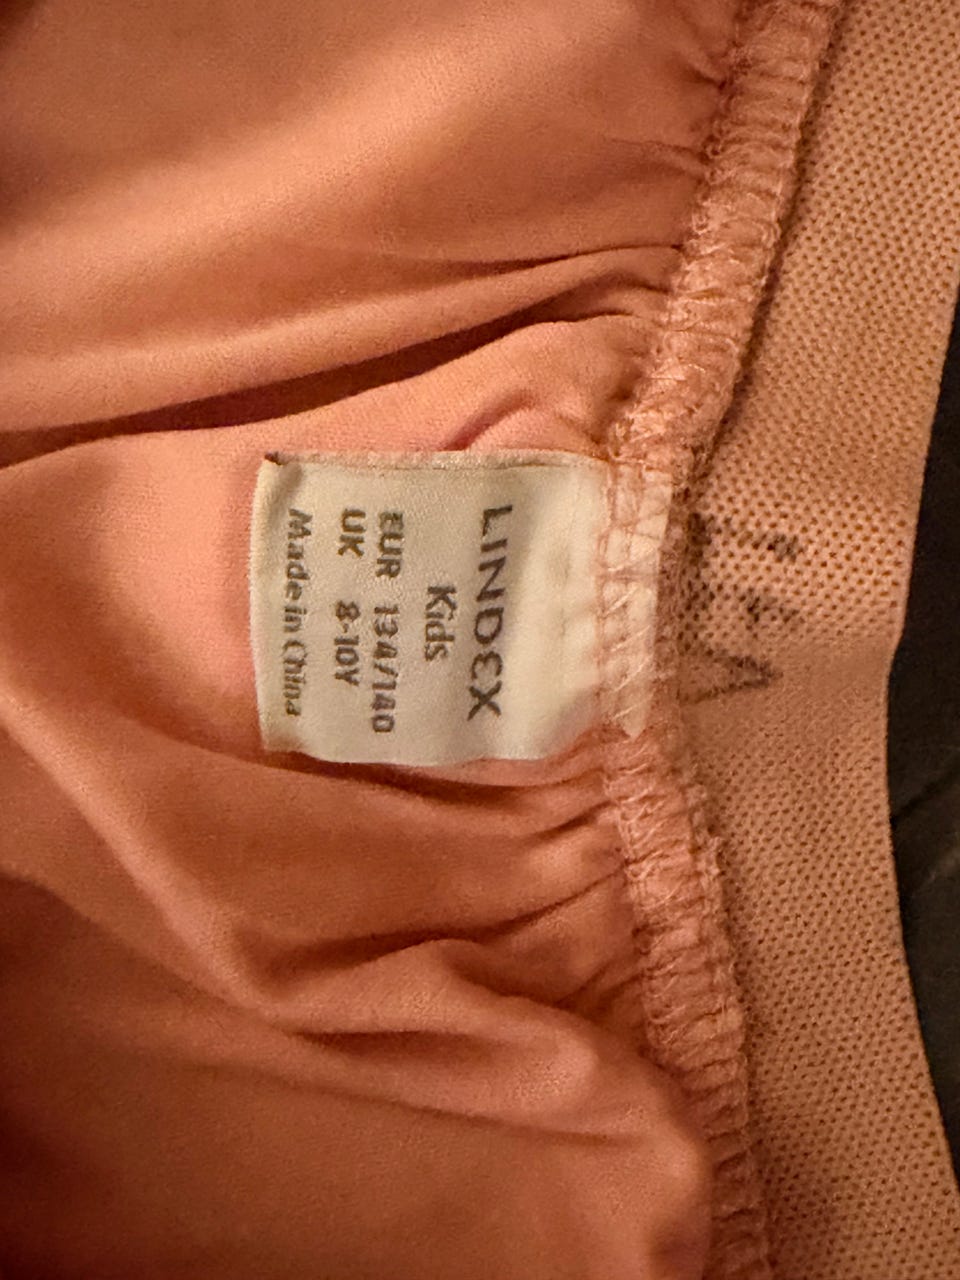 LINDEX
Kids
EUR 134/140
UK 8-10Y
Made in China